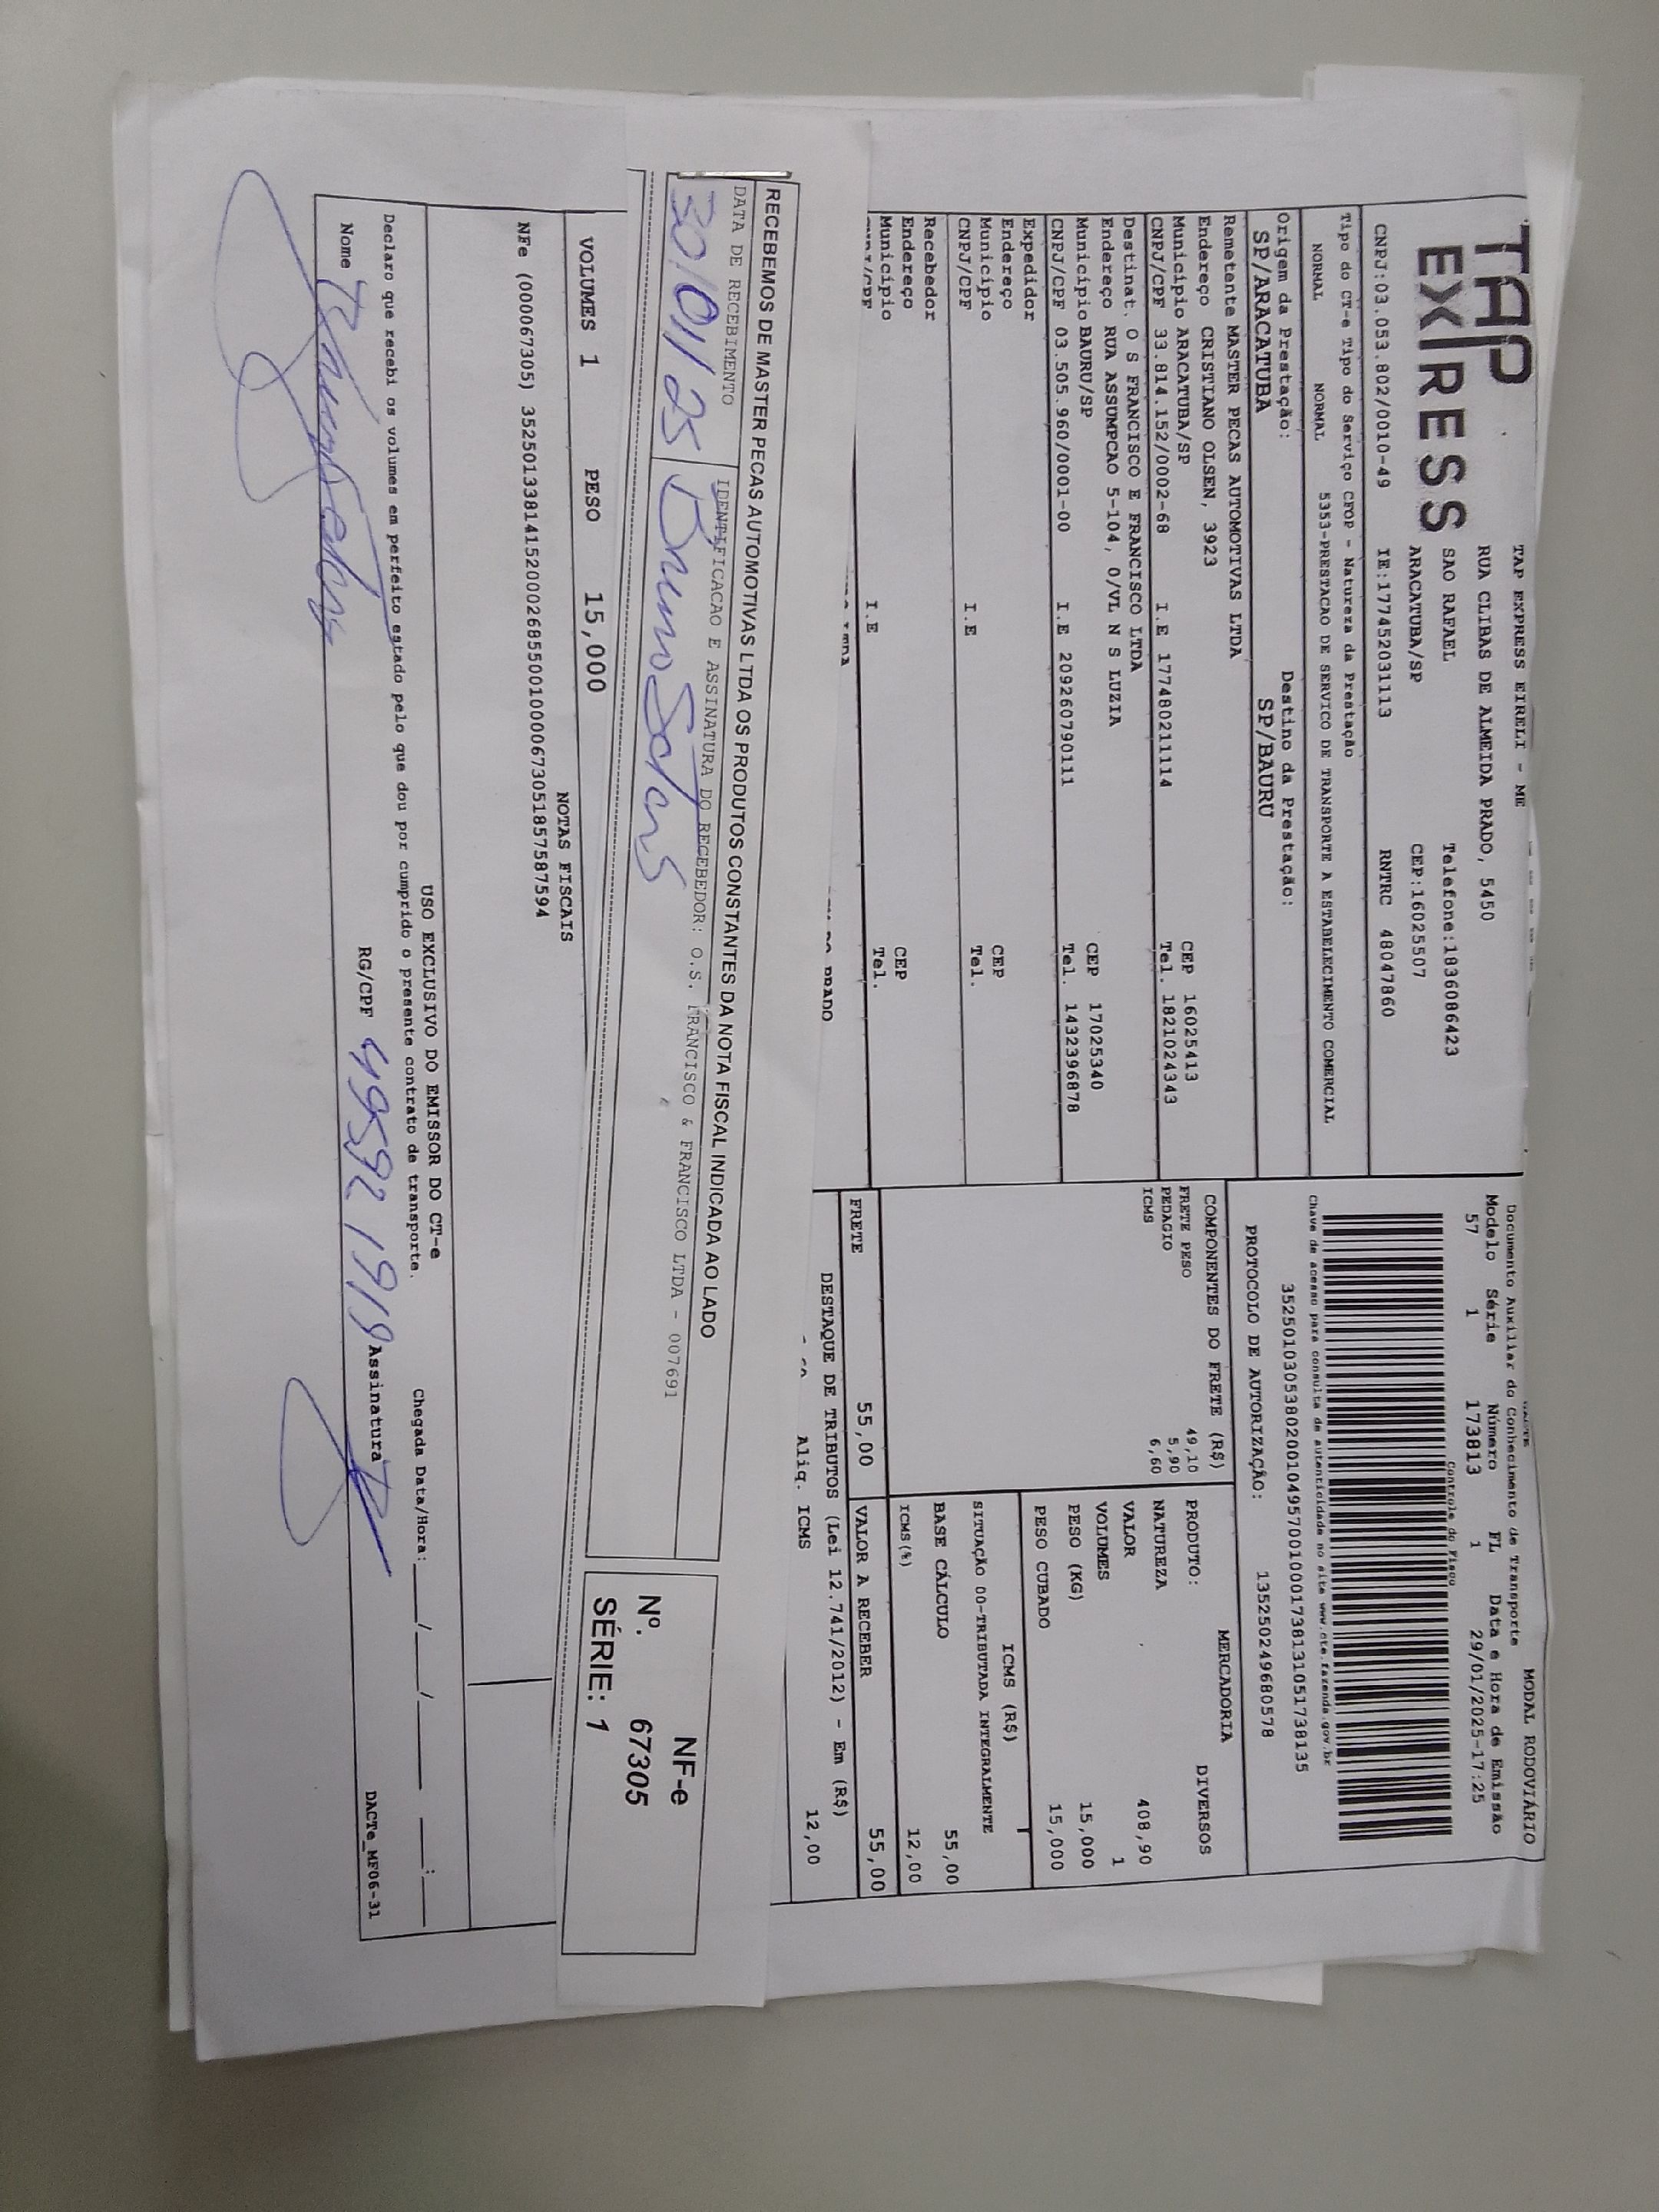 TAP
EXPRESS
TAP EXPRESS EIRELI - ME
RUA CLIBAS DE ALMEIDA PRADO, 5450
SAO RAFAEL Telefone:1836086423
ARACATUBA/SP CEP:16025507
CNPJ:03.053.802/0010-49 IE:177452031113 RNTRC 48047860
Tipo do CT-e Tipo do Serviço CFOP - Natureza da Prestação
NORMAL NORMAL 5353-PRESTACAO DE SERVICO DE TRANSPORTE A ESTABELECIMENTO COMERCIAL
Origem da Prestação: Destino da Prestação:
SP/ARACATUBA SP/BAURU
Remetente MASTER PECAS AUTOMOTIVAS LTDA
Endereço CRISTIANO OLSEN, 3923
Município ARACATUBA/SP CEP 16025413
CNPJ/CPF 33.814.152/0002-68 I.E 177480211114 Tel. 1821024343
Destinat. O S FRANCISCO E FRANCISCO LTDA
Endereço RUA ASSUMPCAO 5-104, 0/VL N S LUZIA
Município BAURU/SP CEP 17025340
CNPJ/CPF 03.505.960/0001-00 I.E 209260790111 Tel. 1432396878
Expedidor
Endereço
Município CEP
CNPJ/CPF I.E Tel.
Recebedor
Endereço
Município CEP
CNPJ/CPF I.E Tel.
MODAL RODOVIÁRIO
Documento Auxiliar do Conhecimento de Transporte
Modelo Série Número FL Data e Hora de Emissão
57 1 173813 1 29/01/2025-17:25
Controle do Fisco
Chave de acesso para consulta de autenticidade no site www.cte.fazenda.gov.br
35250103053802001049570010001738131051738135
PROTOCOLO DE AUTORIZAÇÃO: 135250249680578
COMPONENTES DO FRETE (R$)
FRETE PESO 49,10
PEDAGIO 5,90
ICMS 6,60
MERCADORIA
PRODUTO: DIVERSOS
NATUREZA
VALOR 408,90
VOLUMES 1
PESO (KG) 15,000
PESO CUBADO 15,000
ICMS (R$)
SITUAÇÃO 00-TRIBUTADA INTEGRALMENTE
BASE CÁLCULO 55,00
ICMS(%) 12,00
FRETE 55,00 VALOR A RECEBER 55,00
DESTAQUE DE TRIBUTOS (Lei 12.741/2012) - Em (R$)
Aliq. ICMS 12,00
RECEBEMOS DE MASTER PECAS AUTOMOTIVAS LTDA OS PRODUTOS CONSTANTES DA NOTA FISCAL INDICADA AO LADO
DATA DE RECEBIMENTO IDENTIFICACAO E ASSINATURA DO RECEBEDOR: O.S. FRANCISCO & FRANCISCO LTDA - 007691
30/01/25
NF-e
Nº. 67305
SÉRIE: 1
VOLUMES 1 PESO 15,000
NOTAS FISCAIS
NFe (000067305) 35250133814152000268550010000673051857587594
USO EXCLUSIVO DO EMISSOR DO CT-e
Declaro que recebi os volumes em perfeito estado pelo que dou por cumprido o presente contrato de transporte. Chegada Data/Hora: ___/___/_____ ___:___
Nome RG/CPF Assinatura
DACTe_MF06-31